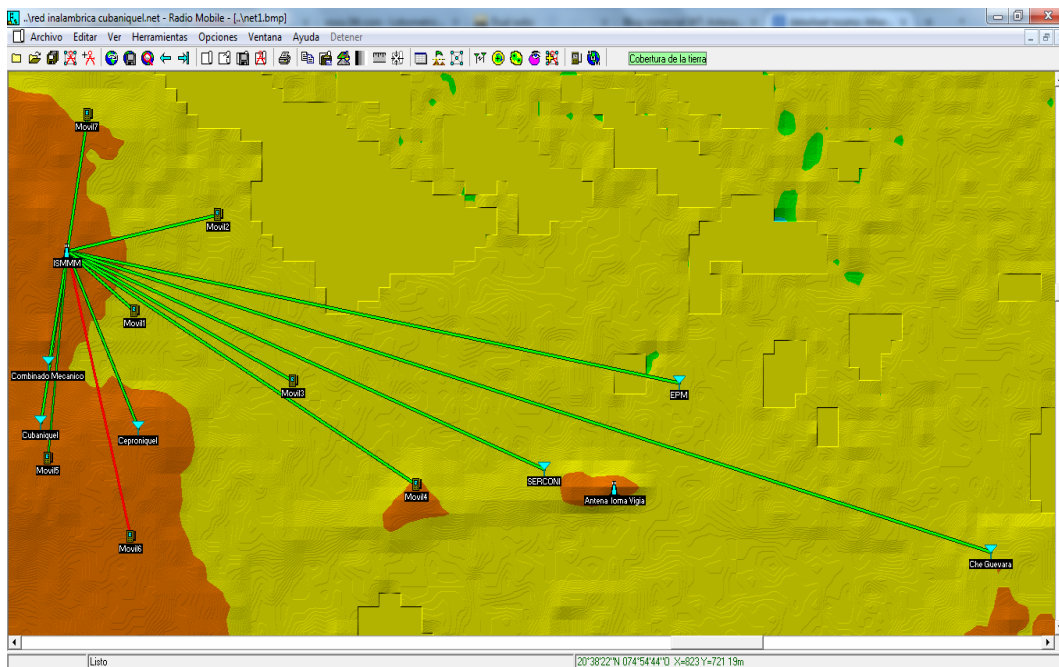 ..\red inalambrica cubaniquel.net - Radio Mobile - [..\net1.bmp]
Archivo Editar Ver Herramientas Opciones Ventana Ayuda Detener
Cobertura de la tierra
Movil7
Movil2
ISMMM
Movil1
Combinado Mecanico
Movil3
EPM
Cubaniquel
Ceproniquel
Movil5
SERCONI
Movil4
Antena loma Vigia
Movil6
Che Guevara
Listo
20°38'22"N 074°54'44"O X=823 Y=721 19m